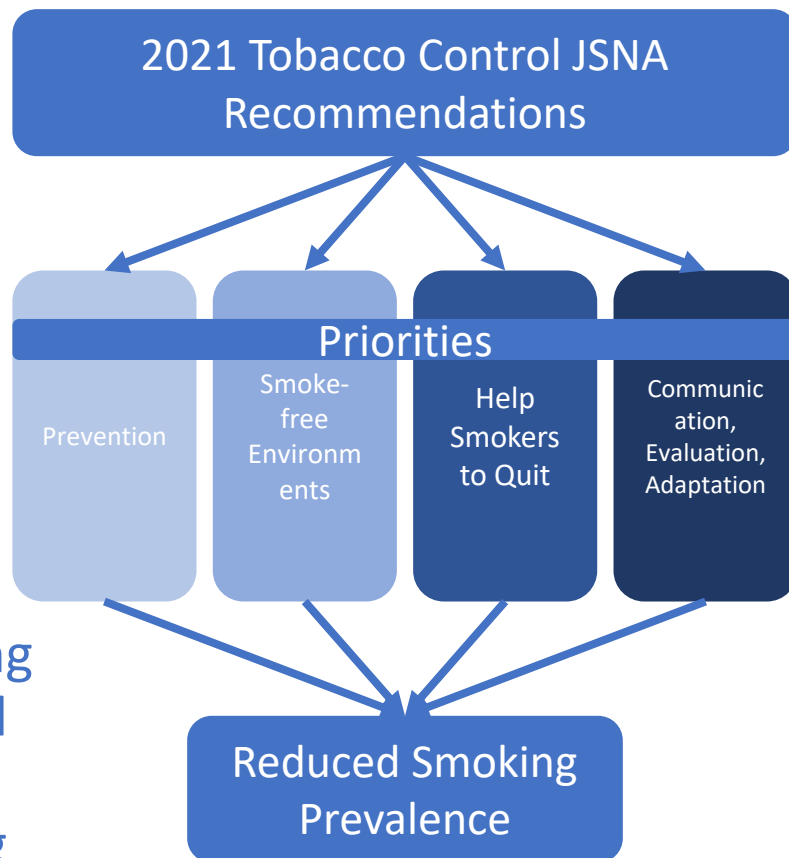 2021 Tobacco Control JSNA
Recommendations
Priorities
Prevention
Smoke-
free
Environm
ents
Help
Smokers
to Quit
Communic
ation,
Evaluation,
Adaptation
Reduced Smoking
Prevalence